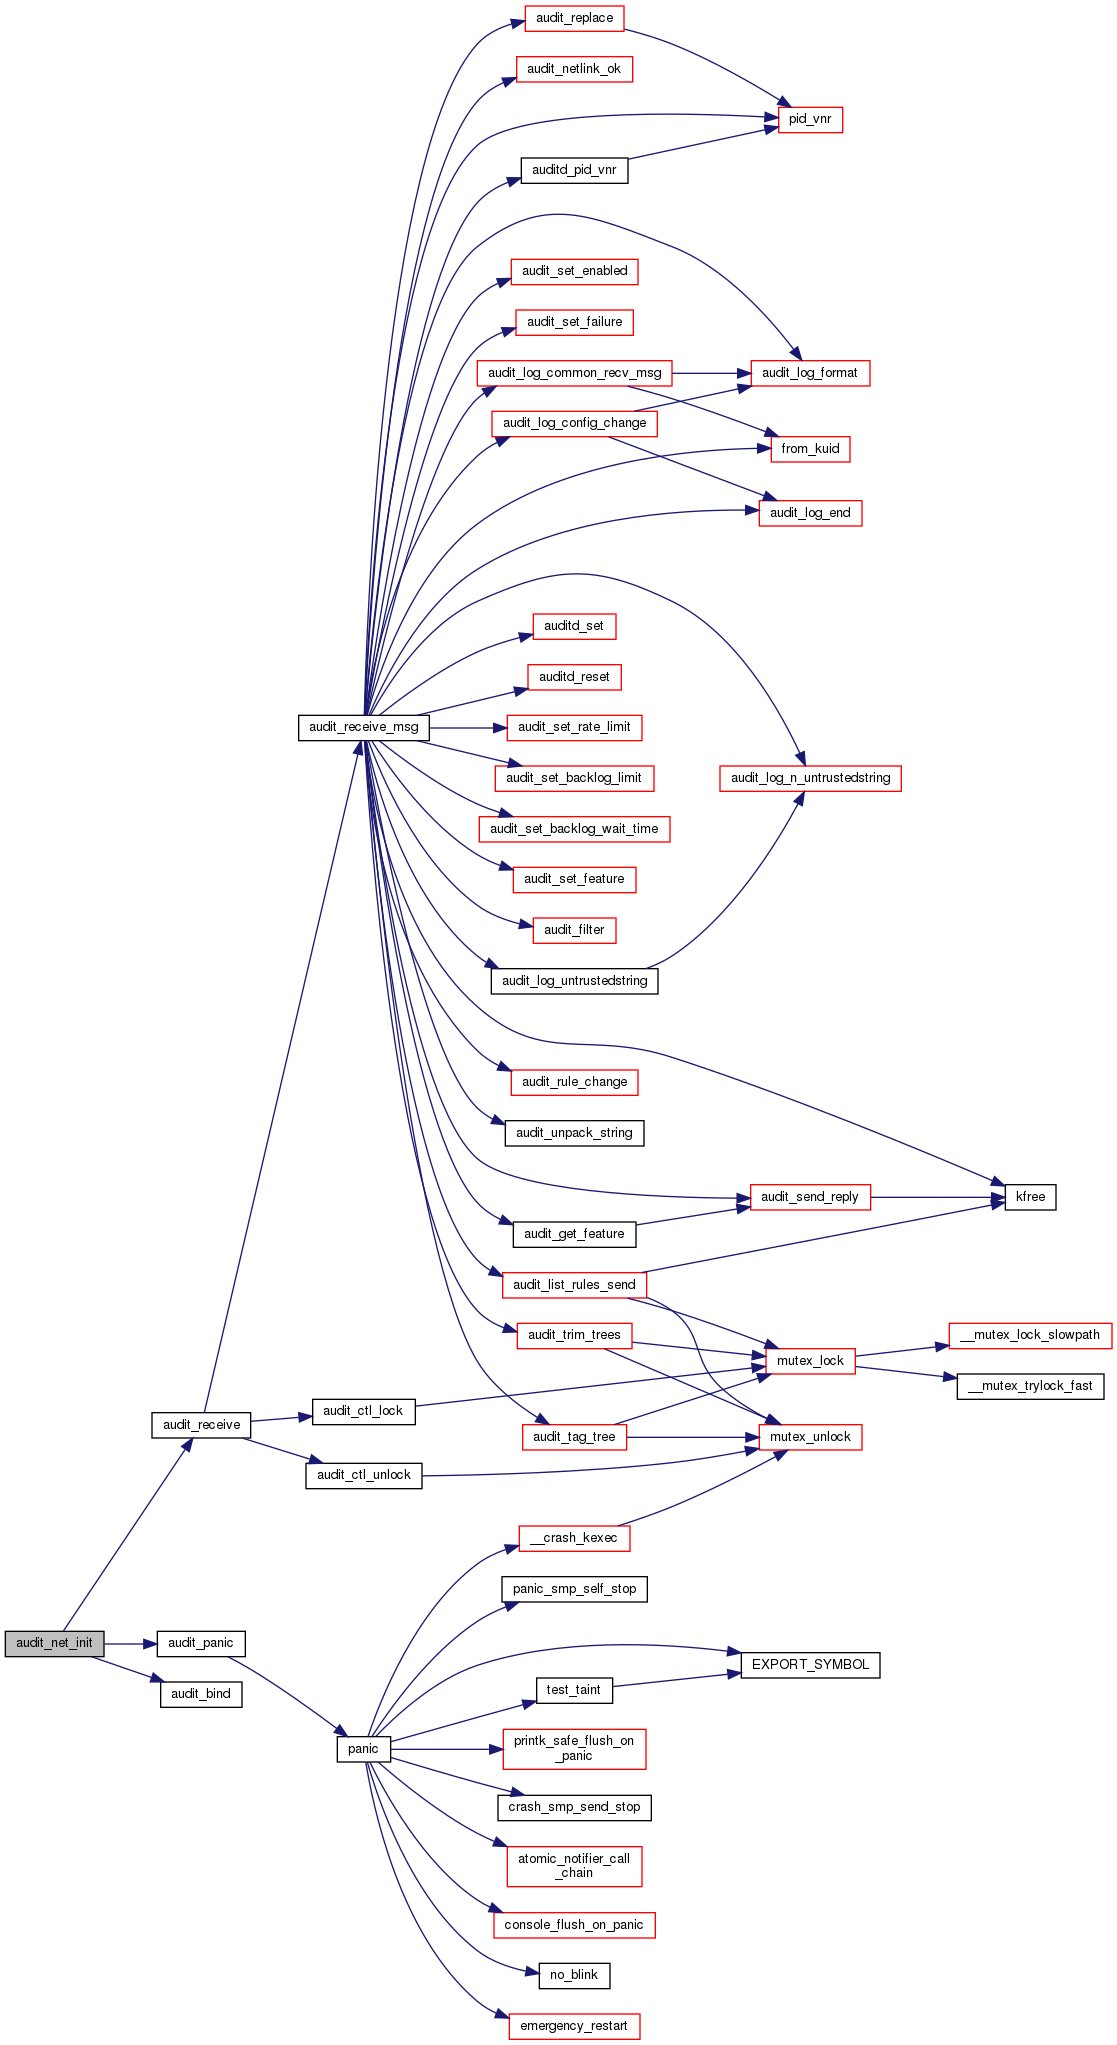 audit_replace
audit_netlink_ok
pid_vnr
auditd_pid_vnr
audit_set_enabled
audit_set_failure
audit_log_common_recv_msg
audit_log_format
audit_log_config_change
from_kuid
audit_log_end
auditd_set
auditd_reset
audit_receive_msg
audit_set_rate_limit
audit_set_backlog_limit
audit_log_n_untrustedstring
audit_set_backlog_wait_time
audit_set_feature
audit_filter
audit_log_untrustedstring
audit_rule_change
audit_unpack_string
audit_send_reply
kfree
audit_get_feature
audit_list_rules_send
audit_trim_trees
__mutex_lock_slowpath
mutex_lock
__mutex_trylock_fast
audit_ctl_lock
audit_receive
audit_tag_tree
mutex_unlock
audit_ctl_unlock
__crash_kexec
panic_smp_self_stop
audit_net_init
audit_panic
EXPORT_SYMBOL
audit_bind
test_taint
panic
printk_safe_flush_on
_panic
crash_smp_send_stop
atomic_notifier_call
_chain
console_flush_on_panic
no_blink
emergency_restart